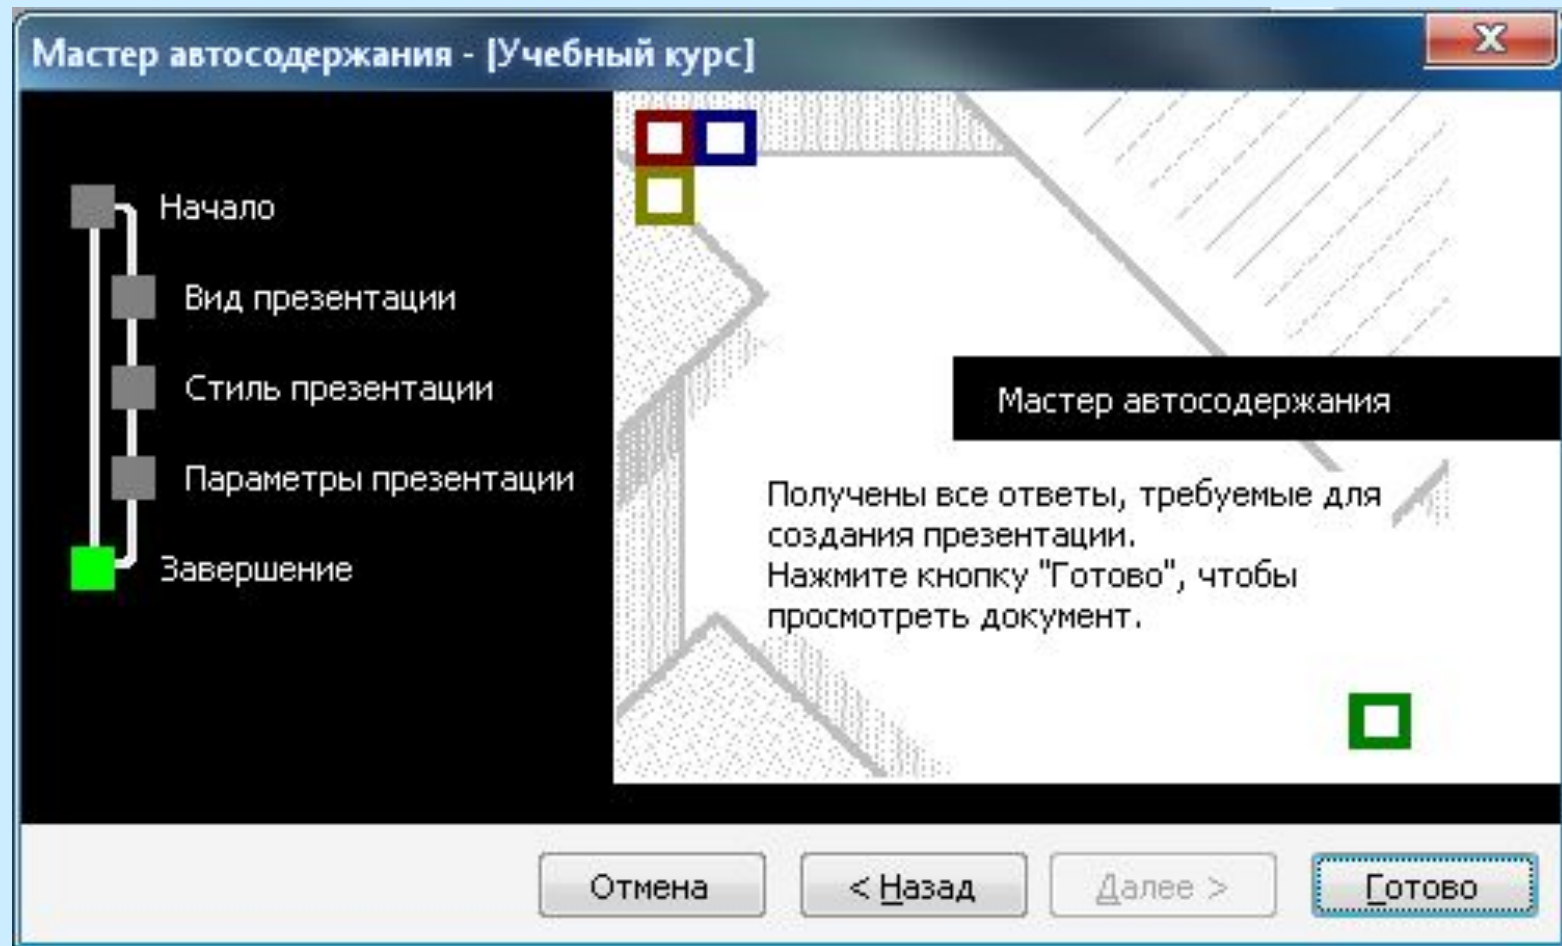 Мастер автосодержания - [Учебный курс]
Начало
Вид презентации
Стиль презентации
Параметры презентации
Завершение
Мастер автосодержания
Получены все ответы, требуемые для
создания презентации.
Нажмите кнопку "Готово", чтобы
просмотреть документ.
Отмена
< Назад
Далее >
Готово